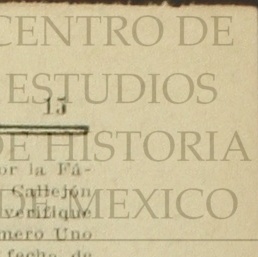 CENTRO DE
ESTUDIOS
15
DE HISTORIA
or la Fá-
Callejón
DE MEXICO
verifique
mero Uno
fecha de